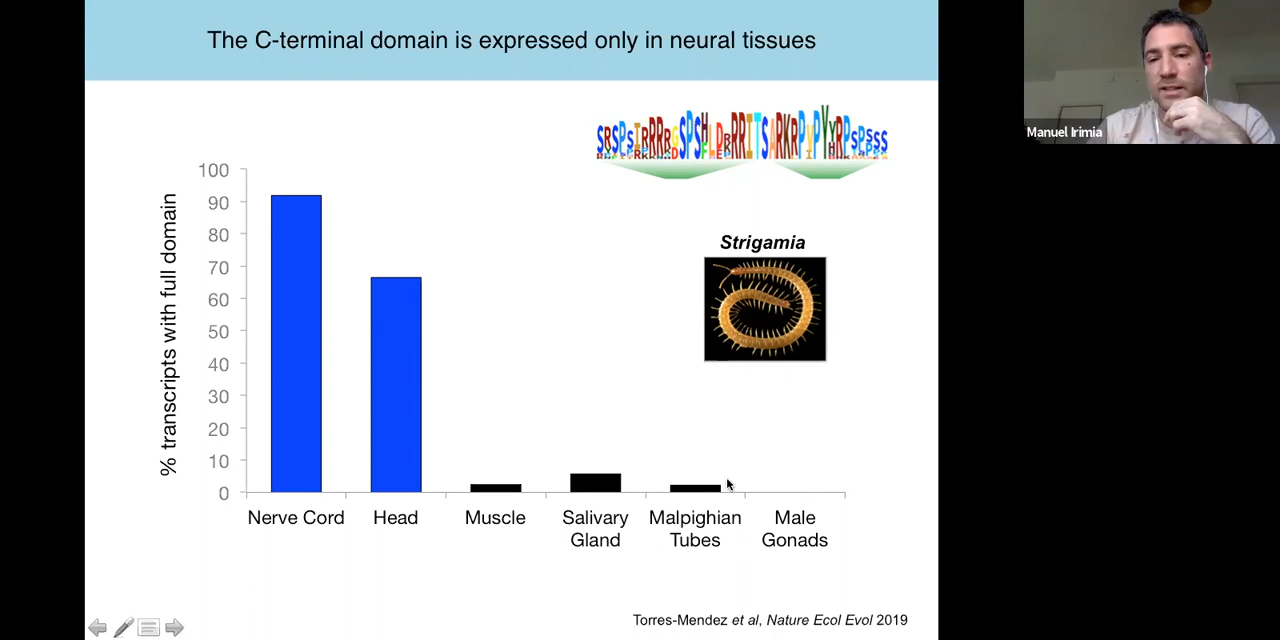 The C-terminal domain is expressed only in neural tissues
Manuel Irimia
% transcripts with full domain
100
90
80
70
60
50
40
30
20
10
0
Strigamia
Nerve Cord
Head
Muscle
Salivary
Gland
Malpighian
Tubes
Male
Gonads
Torres-Mendez et al, Nature Ecol Evol 2019